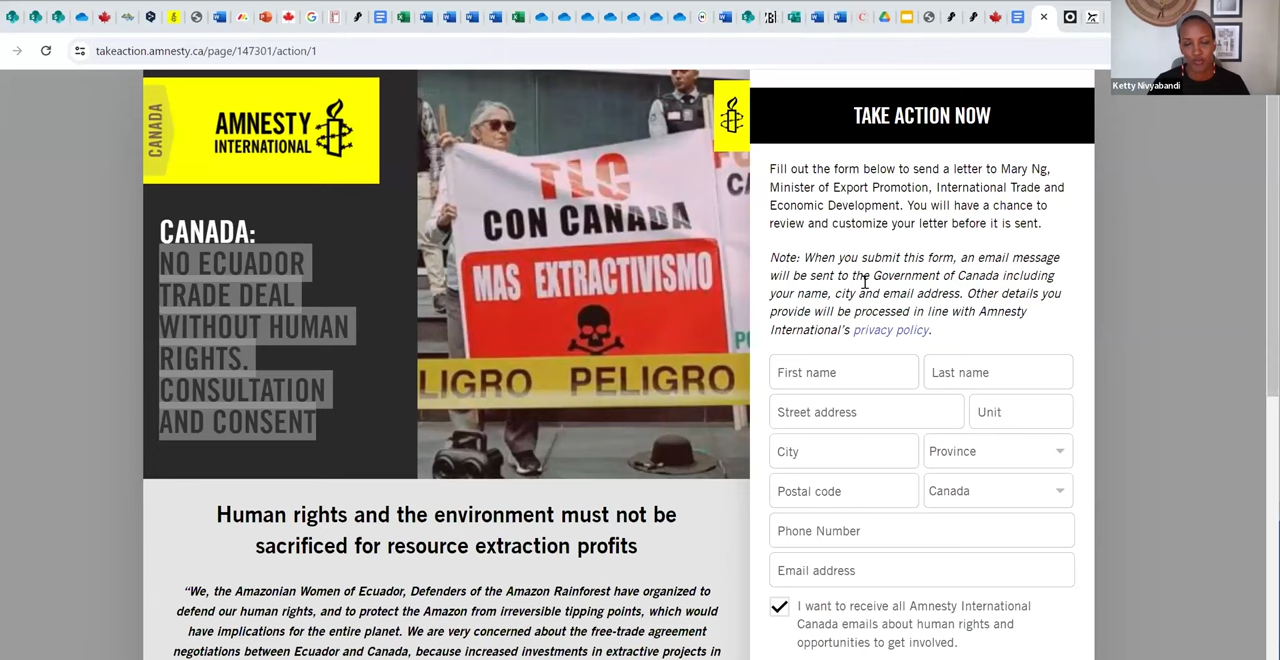 takeaction.amnesty.ca/page/147301/action/1
Ketty Nivyabandi
CANADA
AMNESTY
INTERNATIONAL
CANADA:
NO ECUADOR
TRADE DEAL
WITHOUT HUMAN
RIGHTS.
CONSULTATION
AND CONSENT
TLC
CON CANADA
MAS EXTRACTIVISMO
LIGRO PELIGRO
Human rights and the environment must not be
sacrificed for resource extraction profits
“We, the Amazonian Women of Ecuador, Defenders of the Amazon Rainforest have organized to
defend our human rights, and to protect the Amazon from irreversible tipping points, which would
have implications for the entire planet. We are very concerned about the free-trade agreement
negotiations between Ecuador and Canada, because increased investments in extractive projects in
TAKE ACTION NOW
Fill out the form below to send a letter to Mary Ng,
Minister of Export Promotion, International Trade and
Economic Development. You will have a chance to
review and customize your letter before it is sent.
Note: When you submit this form, an email message
will be sent to the Government of Canada including
your name, city and email address. Other details you
provide will be processed in line with Amnesty
International’s privacy policy.
First name Last name
Street address Unit
City Province
Postal code Canada
Phone Number
Email address
I want to receive all Amnesty International
Canada emails about human rights and
opportunities to get involved.